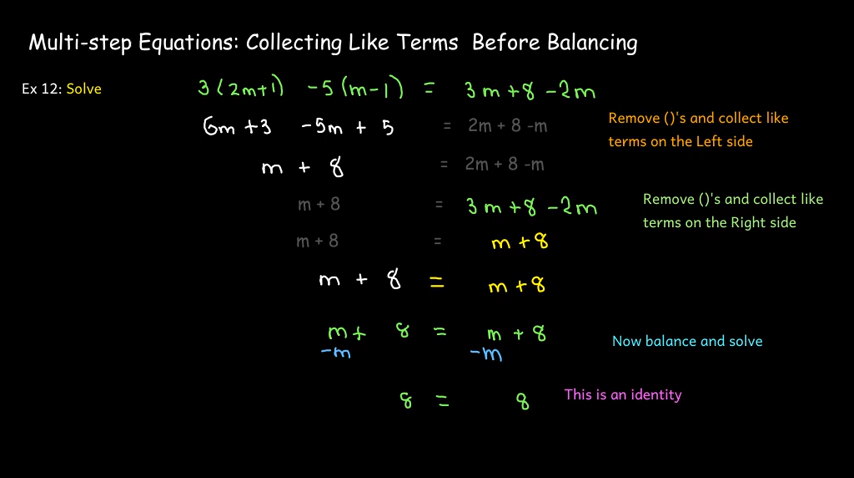 Multi-step Equations: Collecting Like Terms Before Balancing
Ex 12: Solve 3(2m+1) -5(m-1) = 3m+8-2m
6m+3 -5m+5 = 2m + 8 -m
Remove ()'s and collect like
terms on the Left side
m + 8 = 2m + 8 -m
m + 8 = 3m+8-2m
Remove ()'s and collect like
terms on the Right side
m + 8 = m+8
m + 8 = m+8
m+ 8 = m+8
-m -m
Now balance and solve
8 = 8
This is an identity